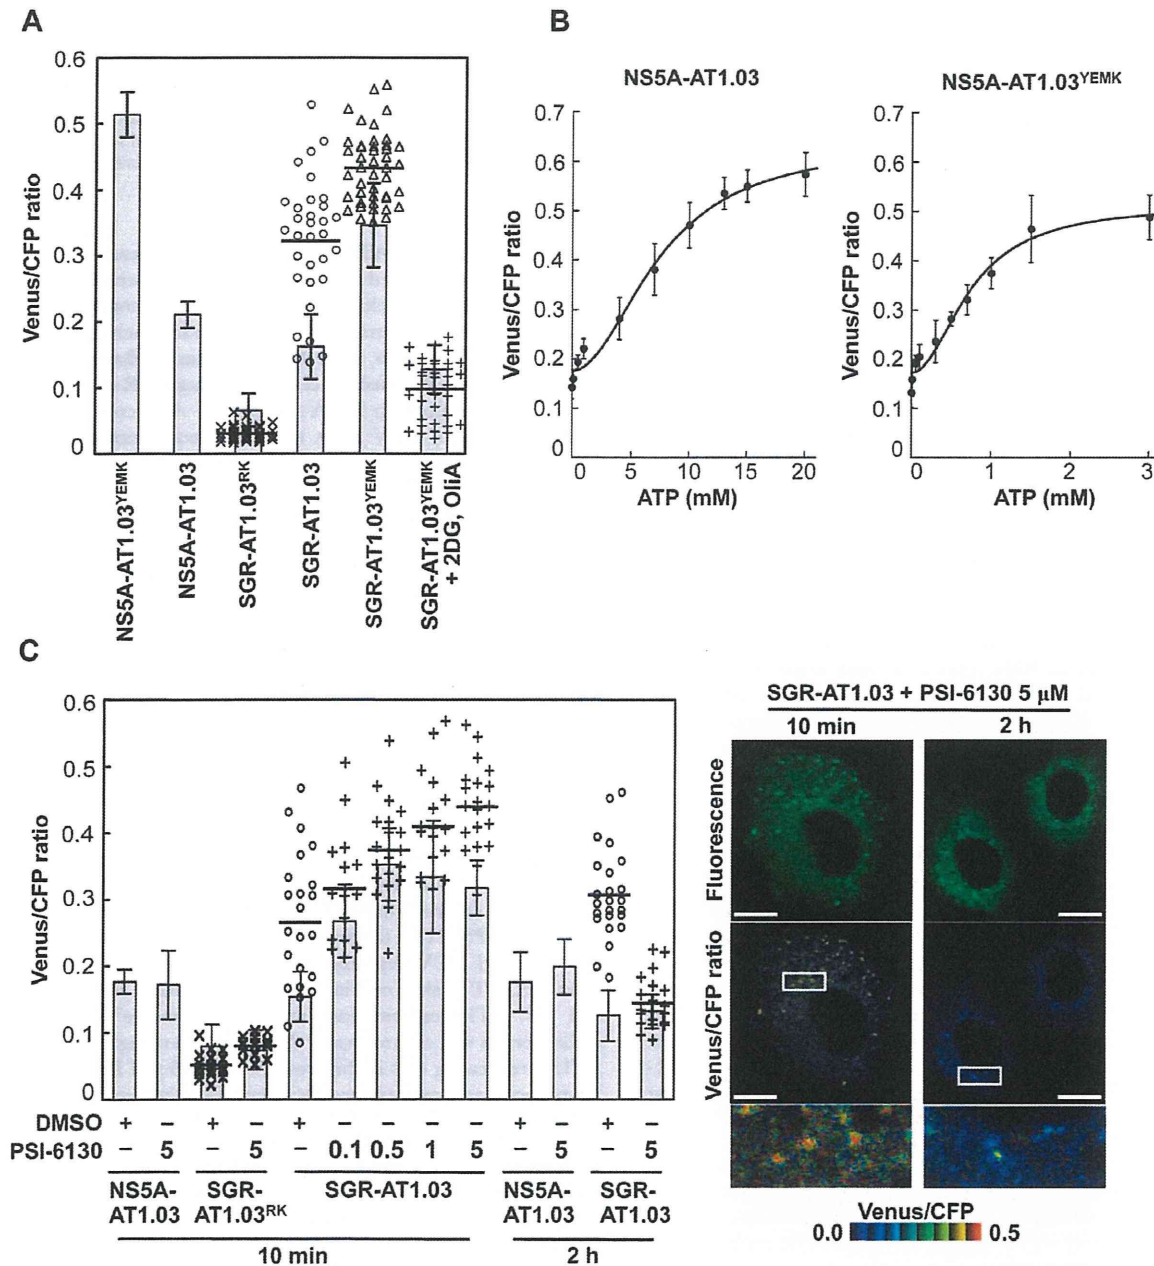 A
Venus/CFP ratio
0.6
0.5
0.4
0.3
0.2
0.1
0
NS5A-AT1.03YEMK
NS5A-AT1.03
SGR-AT1.03RK
SGR-AT1.03
SGR-AT1.03YEMK
SGR-AT1.03YEMK
+ 2DG, OliA
B
NS5A-AT1.03
Venus/CFP ratio
0.7
0.6
0.5
0.4
0.3
0.2
0.1
0
0 5 10 15 20
ATP (mM)
NS5A-AT1.03YEMK
Venus/CFP ratio
0.7
0.6
0.5
0.4
0.3
0.2
0.1
0
0 1 2 3
ATP (mM)
C
Venus/CFP ratio
0.6
0.5
0.4
0.3
0.2
0.1
0
DMSO + – + – + – – – – + – + –
PSI-6130 – 5 – 5 – 0.1 0.5 1 5 – 5 – 5
NS5A-
AT1.03
SGR-
AT1.03RK
SGR-AT1.03
NS5A-
AT1.03
SGR-
AT1.03
10 min
2 h
SGR-AT1.03 + PSI-6130 5 μM
10 min 2 h
Fluorescence
Venus/CFP ratio
Venus/CFP
0.0 0.5